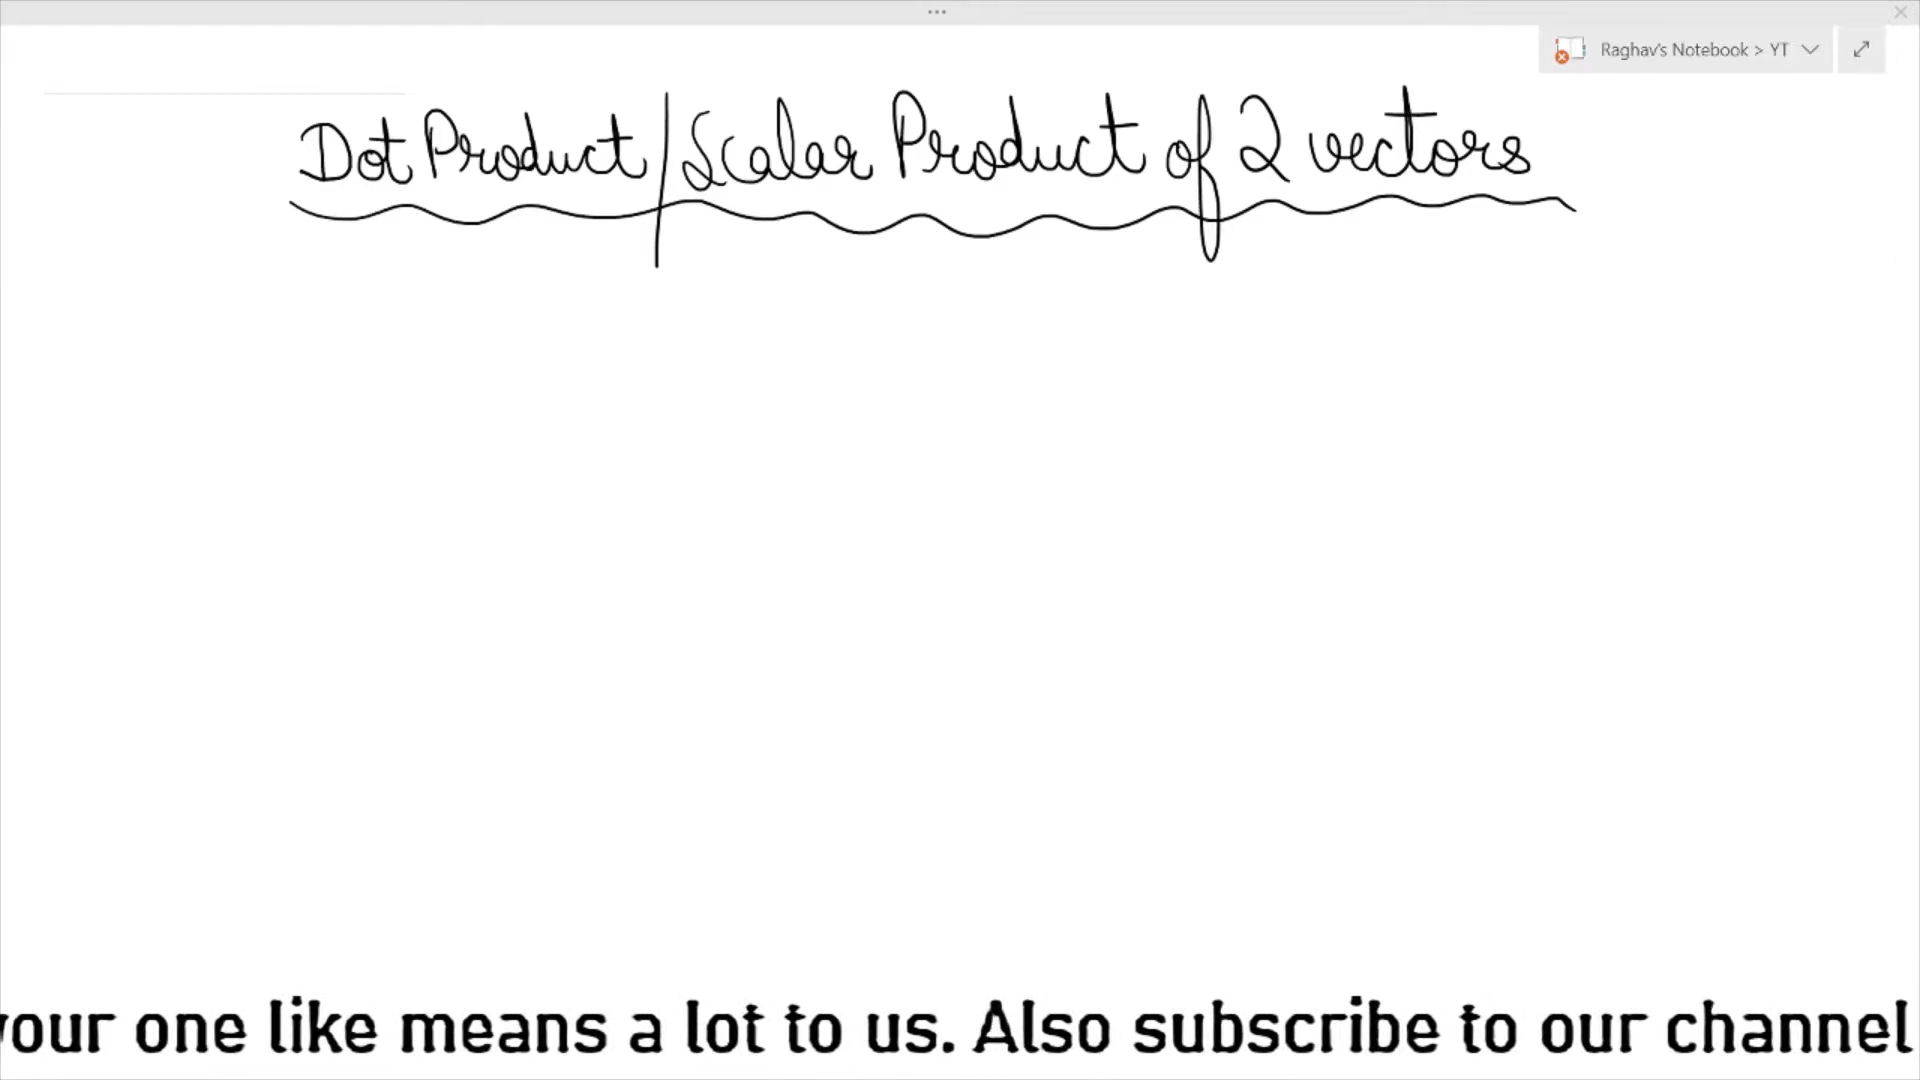 Raghav's Notebook > YT
Dot Product/Scalar Product of 2 vectors
your one like means a lot to us. Also subscribe to our channel